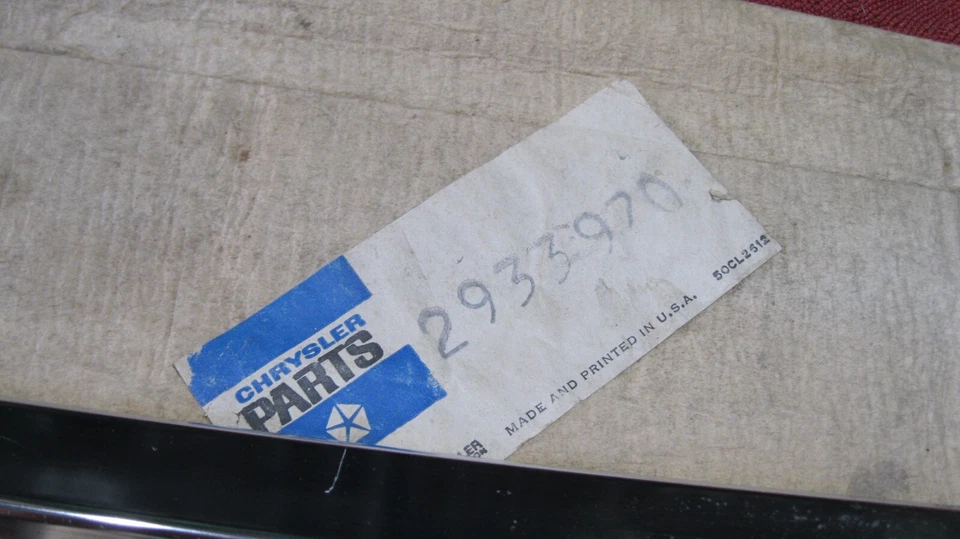 CHRYSLER
PARTS
2933970
MADE AND PRINTED IN U.S.A.
50CL2612